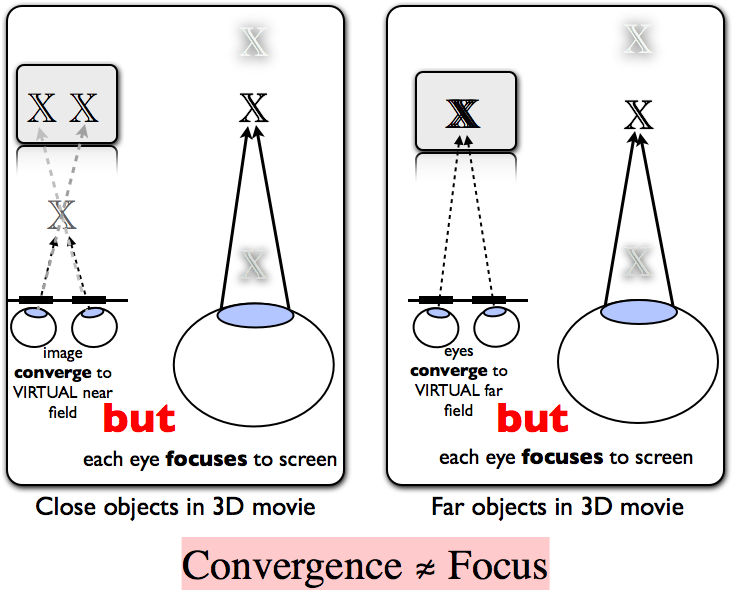 𝕏
𝕏 𝕏
𝕏
𝕏
𝕏
image
converge to
VIRTUAL near
field
but
each eye focuses to screen
Close objects in 3D movie
𝕏
𝕏
𝕏
𝕏
eyes
converge to
VIRTUAL far
field
but
each eye focuses to screen
Far objects in 3D movie
Convergence ≉ Focus